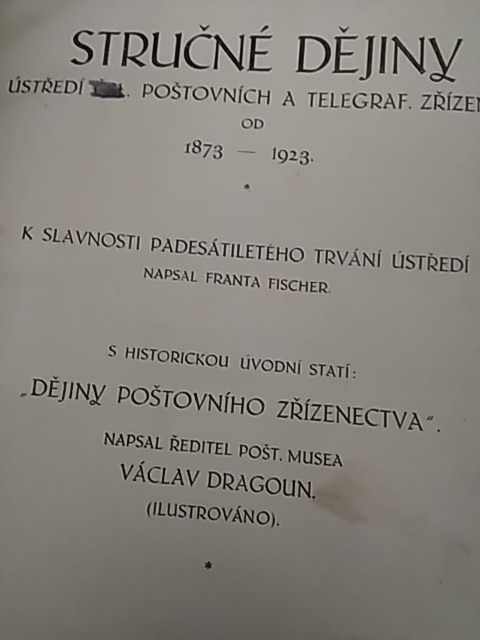 STRUČNÉ DĚJINY
ÚSTŘEDÍ . POŠTOVNÍCH A TELEGRAF.
OD
1873 — 1923.
*
K SLAVNOSTI PADESÁTILETÉHO TRVÁNÍ ÚSTŘEDÍ
NAPSAL FRANTA FISCHER.
S HISTORICKOU ÚVODNÍ STATÍ:
„DĚJINY POŠTOVNÍHO ZŘÍZENECTVA“.
NAPSAL ŘEDITEL POŠT. MUSEA
VÁCLAV DRAGOUN.
(ILUSTROVÁNO).
*